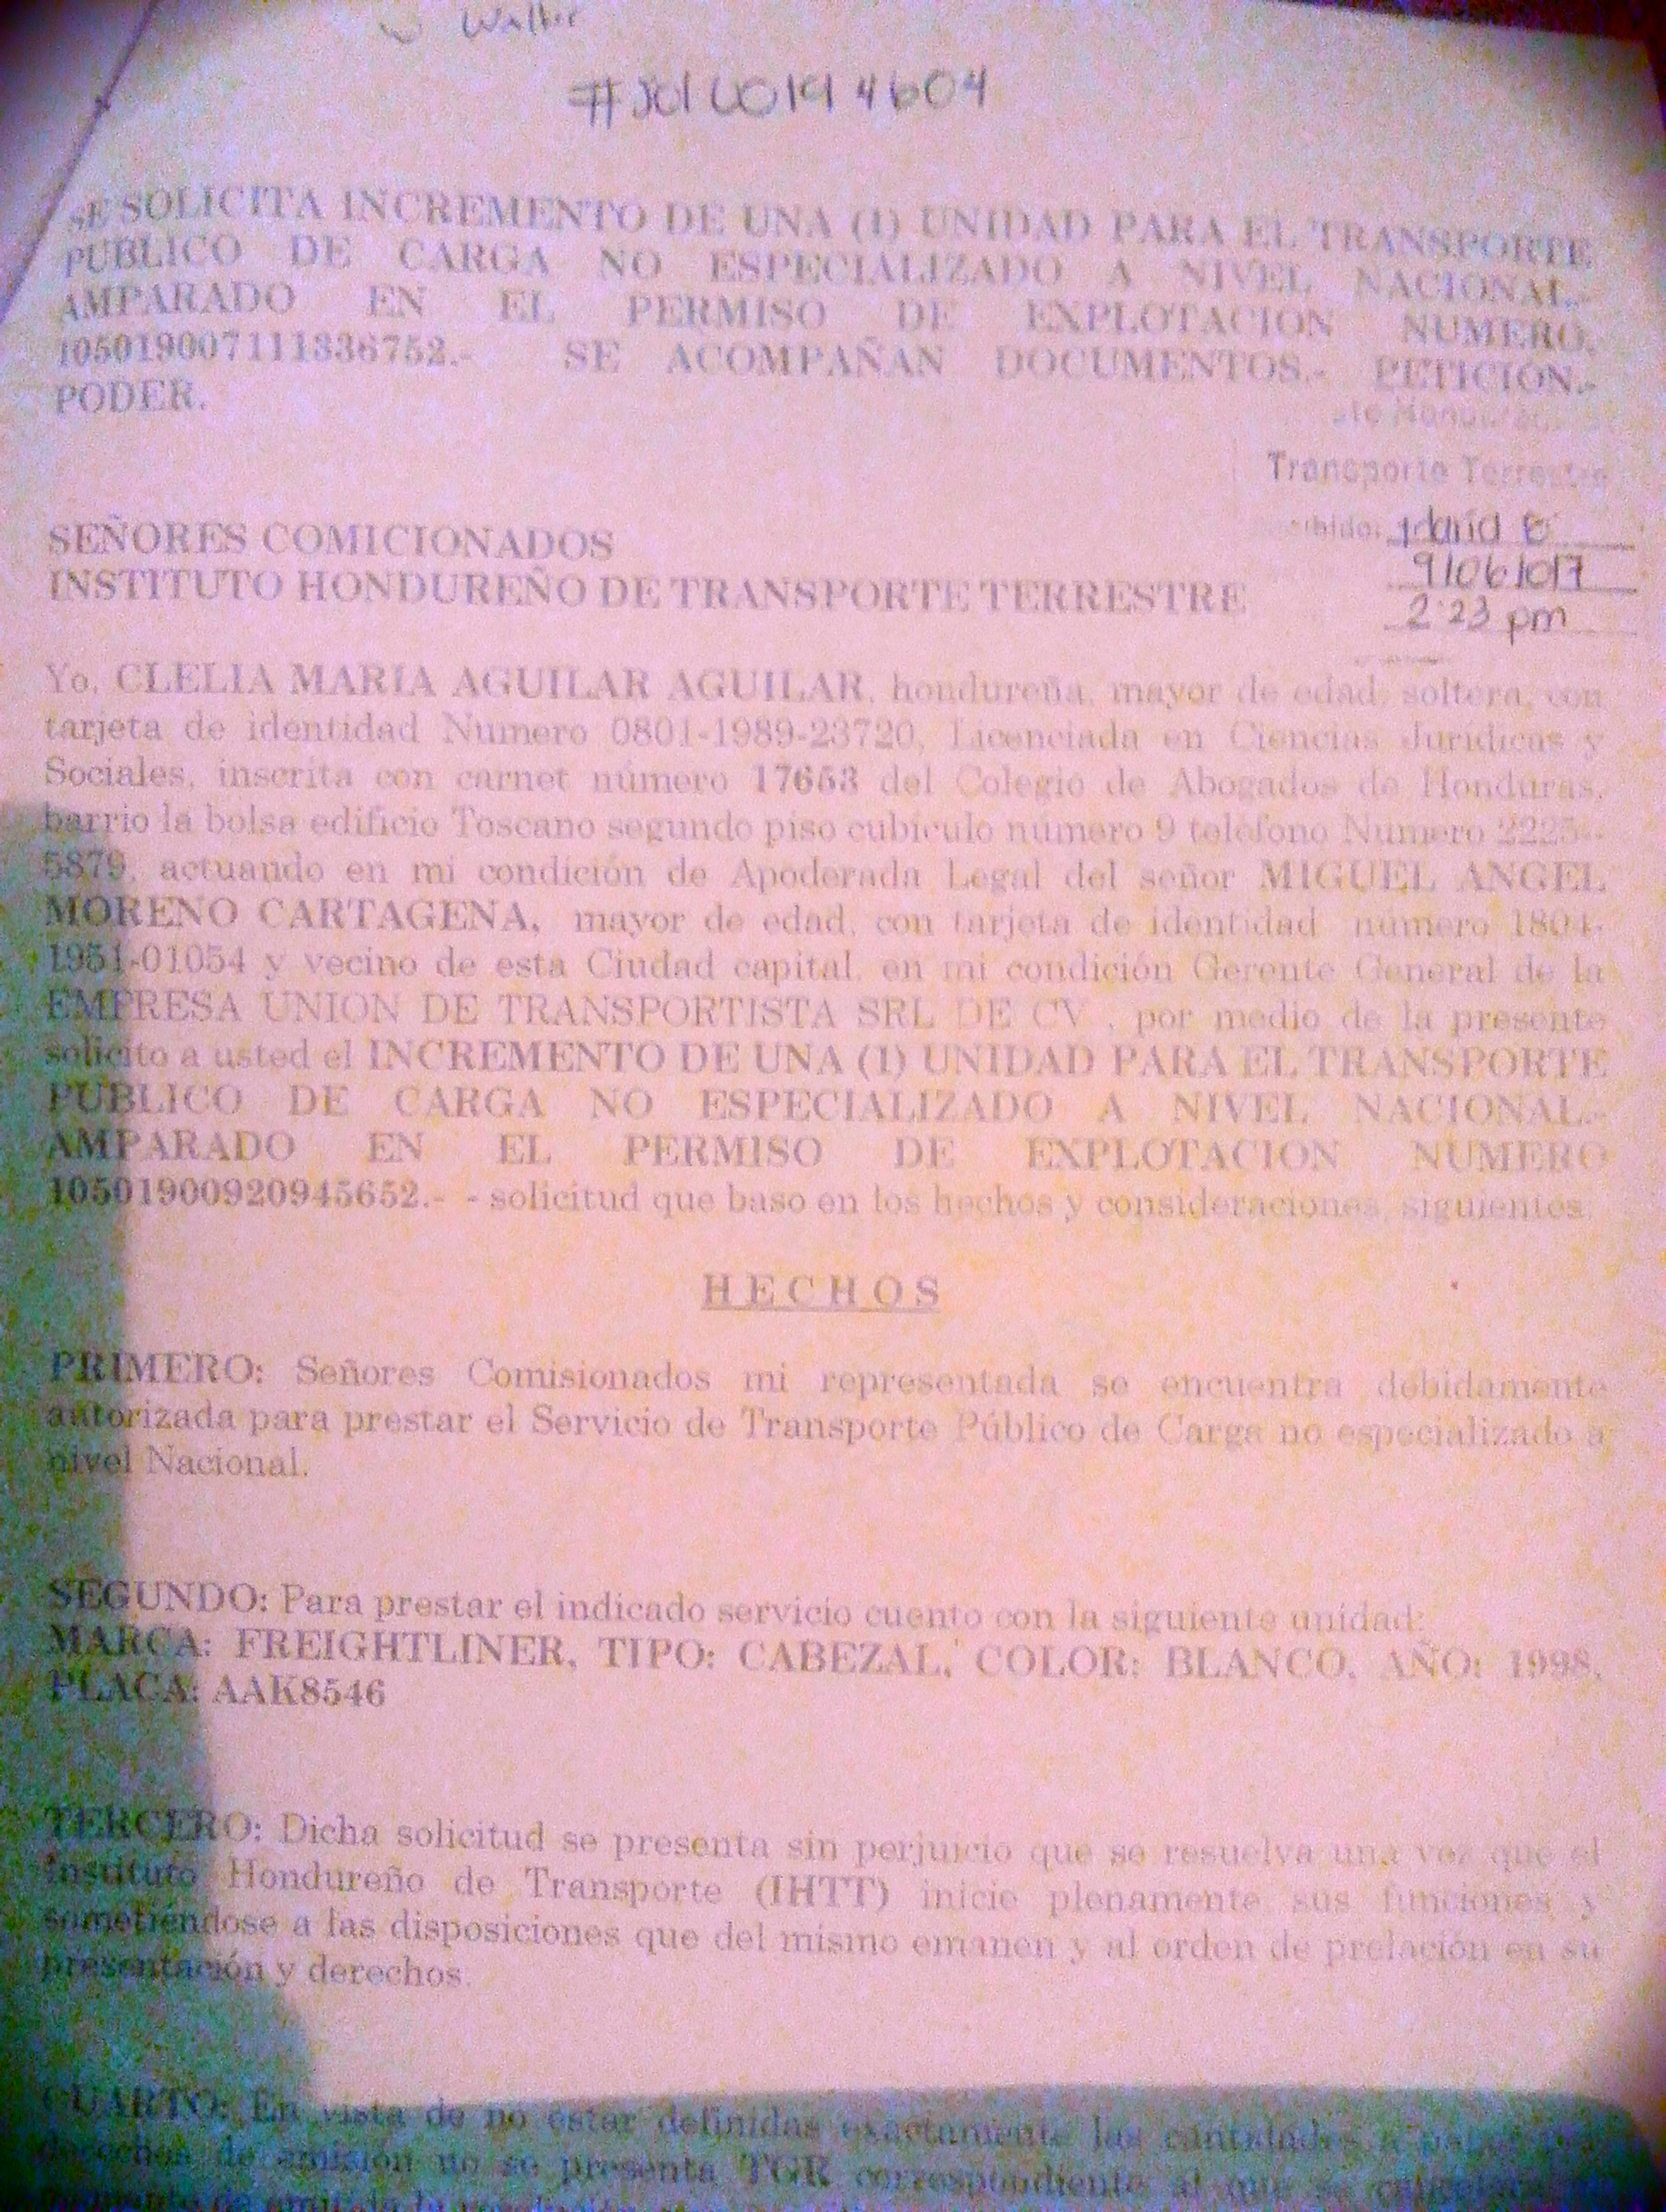 Walter
SE SOLICITA INCREMENTO DE UNA (1) UNIDAD PARA EL TRANSPORTE
PUBLICO DE CARGA NO ESPECIALIZADO A NIVEL NACIONAL.-
AMPARADO EN EL PERMISO DE EXPLOTACION NUMERO.
105019007111336752.- SE ACOMPAÑAN DOCUMENTOS.- PETICION.-
PODER.
Transporte Terrestre
2:23 pm
SEÑORES COMICIONADOS
INSTITUTO HONDUREÑO DE TRANSPORTE TERRESTRE
Yo, CLELIA MARIA AGUILAR AGUILAR, hondureña, mayor de edad, soltera, con
tarjeta de identidad Numero 0801-1989-23720, Licenciada en Ciencias Jurídicas y
Sociales, inscrita con carnet número 17653 del Colegio de Abogados de Honduras,
barrio la bolsa edificio Toscano segundo piso cubiculo número 9 telefono Numero 2225-
5879, actuando en mi condición de Apoderada Legal del señor MIGUEL ANGEL
MORENO CARTAGENA, mayor de edad, con tarjeta de identidad número 1804-
1951-01054 y vecino de esta Ciudad capital, en mi condición Gerente General de la
EMPRESA UNION DE TRANSPORTISTA SRL DE CV , por medio de la presente
solicito a usted el INCREMENTO DE UNA (1) UNIDAD PARA EL TRANSPORTE
PUBLICO DE CARGA NO ESPECIALIZADO A NIVEL NACIONAL.-
AMPARADO EN EL PERMISO DE EXPLOTACION NUMERO
10501900920945652.- - solicitud que baso en los hechos y consideraciones, siguientes.
HECHOS
PRIMERO: Señores Comisionados mi representada se encuentra debidamente
autorizada para prestar el Servicio de Transporte Público de Carga no especializado a
nivel Nacional.
SEGUNDO: Para prestar el indicado servicio cuento con la siguiente unidad:
MARCA: FREIGHTLINER, TIPO: CABEZAL, COLOR: BLANCO, AÑO: 1998,
PLACA: AAK8546
TERCERO: Dicha solicitud se presenta sin perjuicio que se resuelva una vez que el
Instituto Hondureño de Transporte (IHTT) inicie plenamente sus funciones y
sometiéndose a las disposiciones que del mismo emanen y al orden de prelación en su
presentación y derechos.
CUARTO: En vista de no estar definidas exactamente las cantidades a
derechos de emisión no se presenta TGR correspondiente al que se